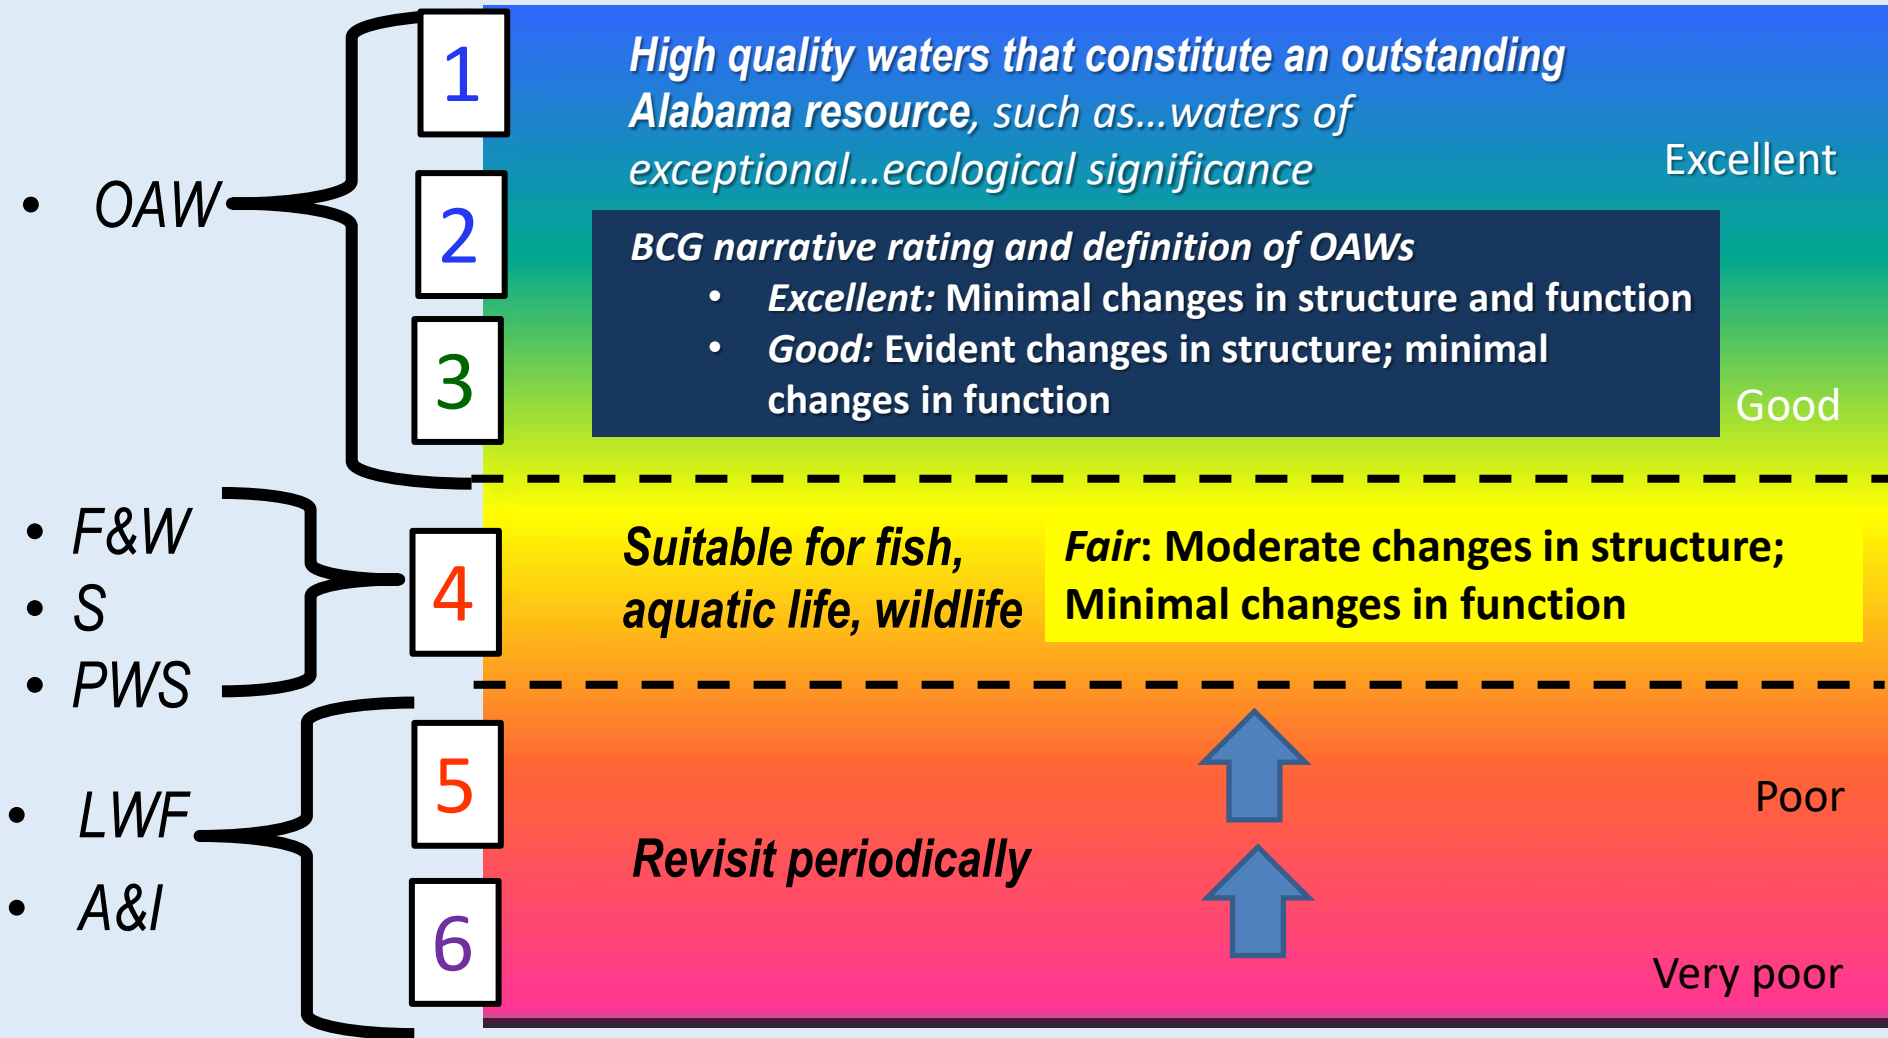 • OAW
• F&W
• S
• PWS
• LWF
• A&I
1
2
3
4
5
6
High quality waters that constitute an outstanding
Alabama resource, such as...waters of
exceptional...ecological significance
Excellent
BCG narrative rating and definition of OAWs
• Excellent: Minimal changes in structure and function
• Good: Evident changes in structure; minimal
changes in function
Good
Suitable for fish,
aquatic life, wildlife
Fair: Moderate changes in structure;
Minimal changes in function
Poor
Revisit periodically
Very poor